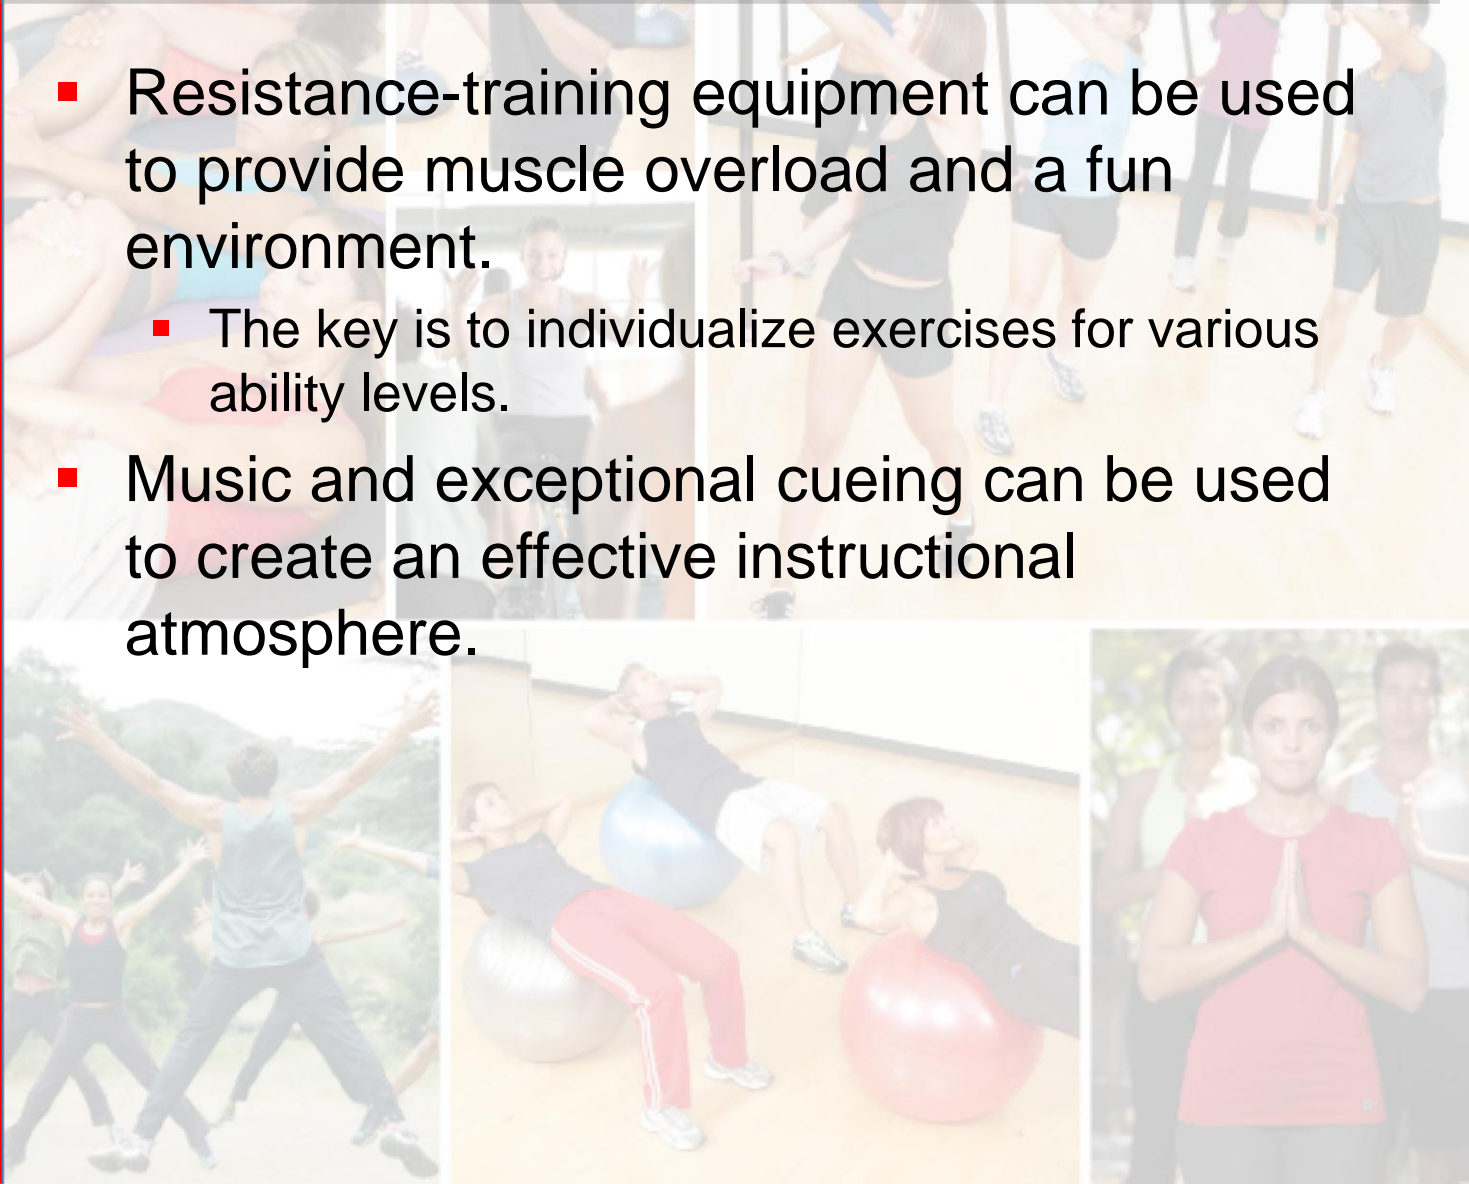 ▪ Resistance-training equipment can be used
to provide muscle overload and a fun
environment.
▪ The key is to individualize exercises for various
ability levels.
▪ Music and exceptional cueing can be used
to create an effective instructional
atmosphere.